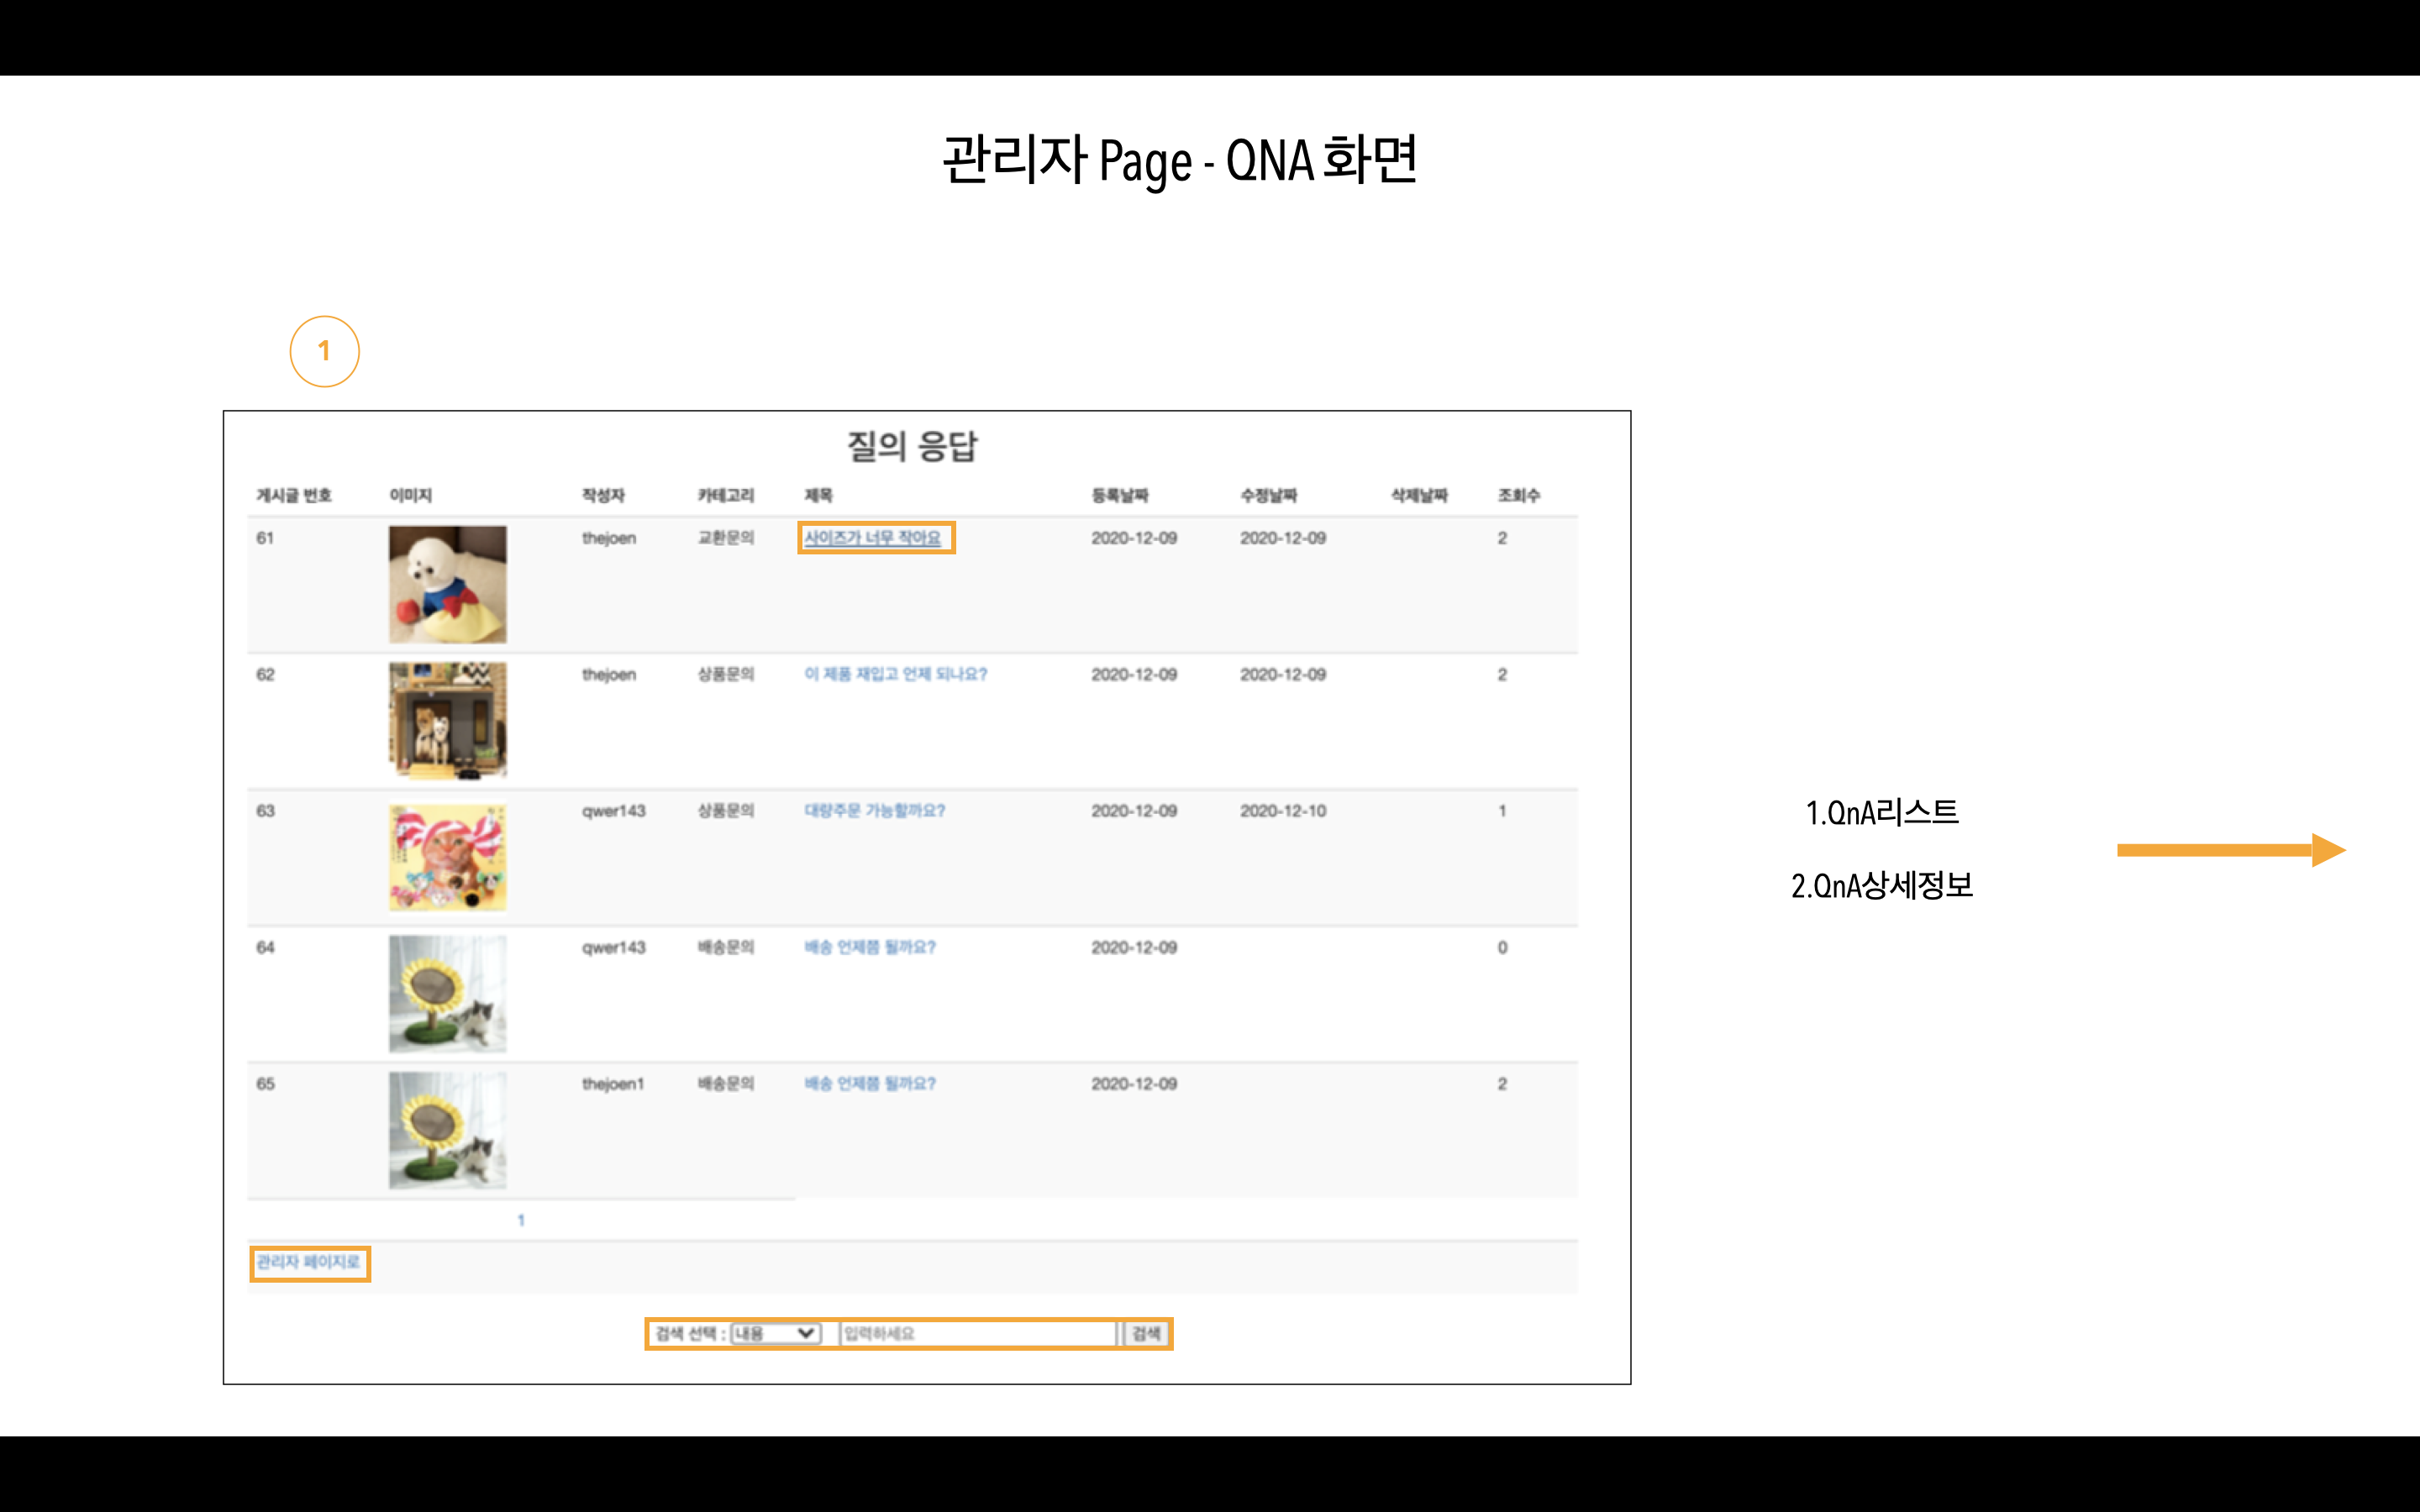 관리자 Page - QNA 화면
1
질의 응답
게시글 번호 이미지 작성자 카테고리 제목 등록날짜 수정날짜 삭제날짜 조회수
61 thejoen 교환문의 사이즈가 너무 작아요 2020-12-09 2020-12-09 2
62 thejoen 상품문의 이 제품 재입고 언제 되나요? 2020-12-09 2020-12-09 2
63 qwer143 상품문의 대량주문 가능할까요? 2020-12-09 2020-12-10 1
64 qwer143 배송문의 배송 언제쯤 될까요? 2020-12-09 0
65 thejoen1 배송문의 배송 언제쯤 될까요? 2020-12-09 2
1
관리자 페이지로
검색 선택 : 내용 입력하세요 검색
1.QnA리스트
2.QnA상세정보